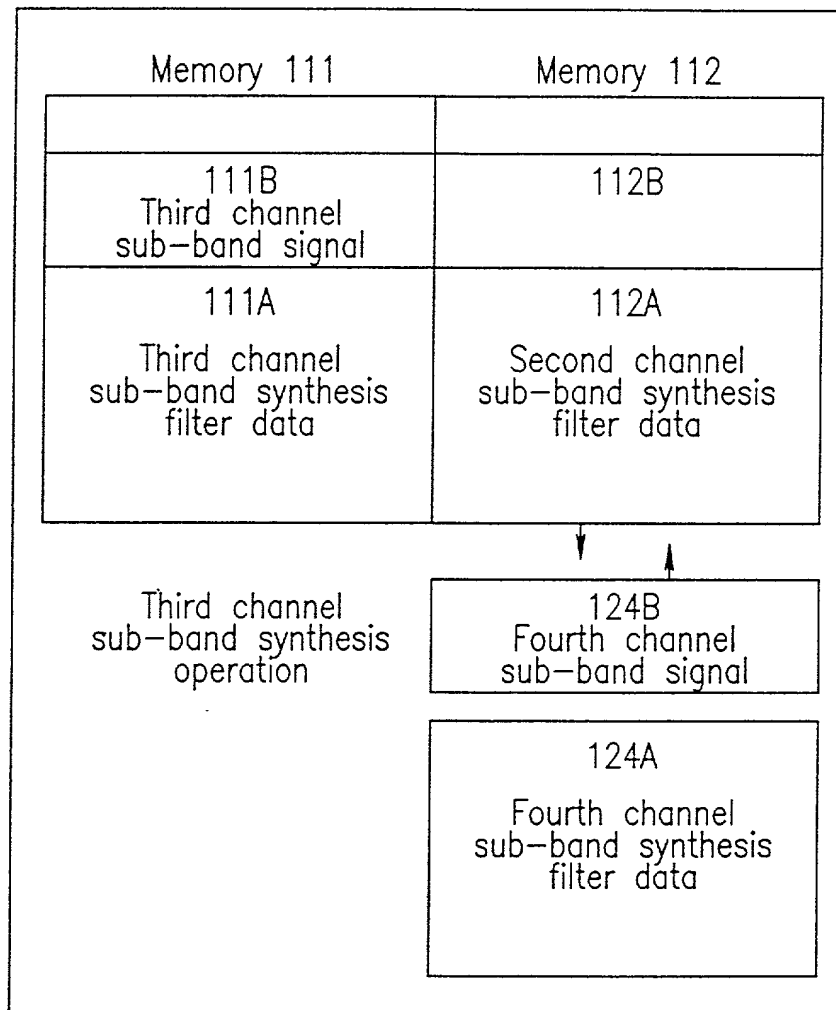 Memory 111
Memory 112
111B
Third channel
sub-band signal
112B
111A
Third channel
sub-band synthesis
filter data
112A
Second channel
sub-band synthesis
filter data
Third channel
sub-band synthesis
operation
124B
Fourth channel
sub-band signal
124A
Fourth channel
sub-band synthesis
filter data